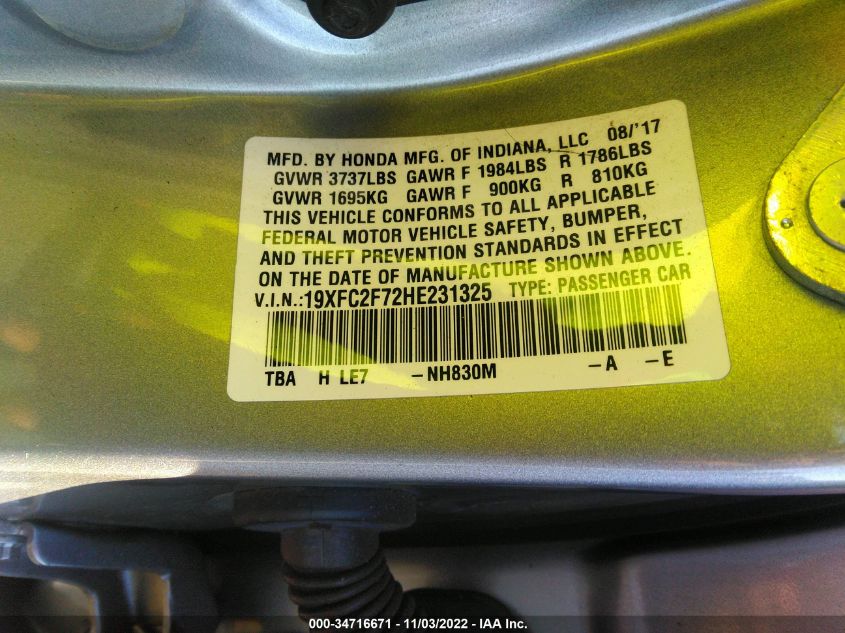 MFD. BY HONDA MFG. OF INDIANA, LLC 08/'17
GVWR 3737LBS GAWR F 1984LBS R 1786LBS
GVWR 1695KG GAWR F 900KG R 810KG
THIS VEHICLE CONFORMS TO ALL APPLICABLE
FEDERAL MOTOR VEHICLE SAFETY, BUMPER,
AND THEFT PREVENTION STANDARDS IN EFFECT
ON THE DATE OF MANUFACTURE SHOWN ABOVE.
V.I.N.:19XFC2F72HE231325 TYPE: PASSENGER CAR
TBA H LE7 -NH830M -A -E
000-34716671 - 11/03/2022 - IAA Inc.